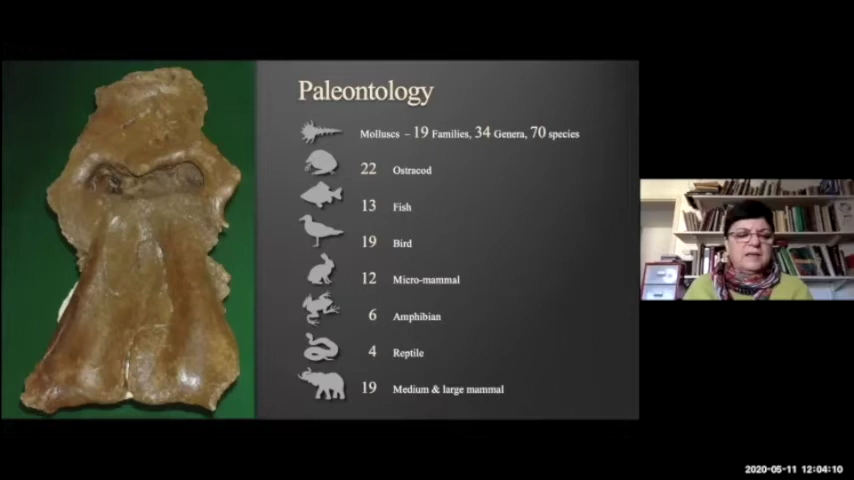 Paleontology
Molluscs – 19 Families, 34 Genera, 70 species
22 Ostracod
13 Fish
19 Bird
12 Micro-mammal
6 Amphibian
4 Reptile
19 Medium & large mammal
2020-05-11 12:04:10